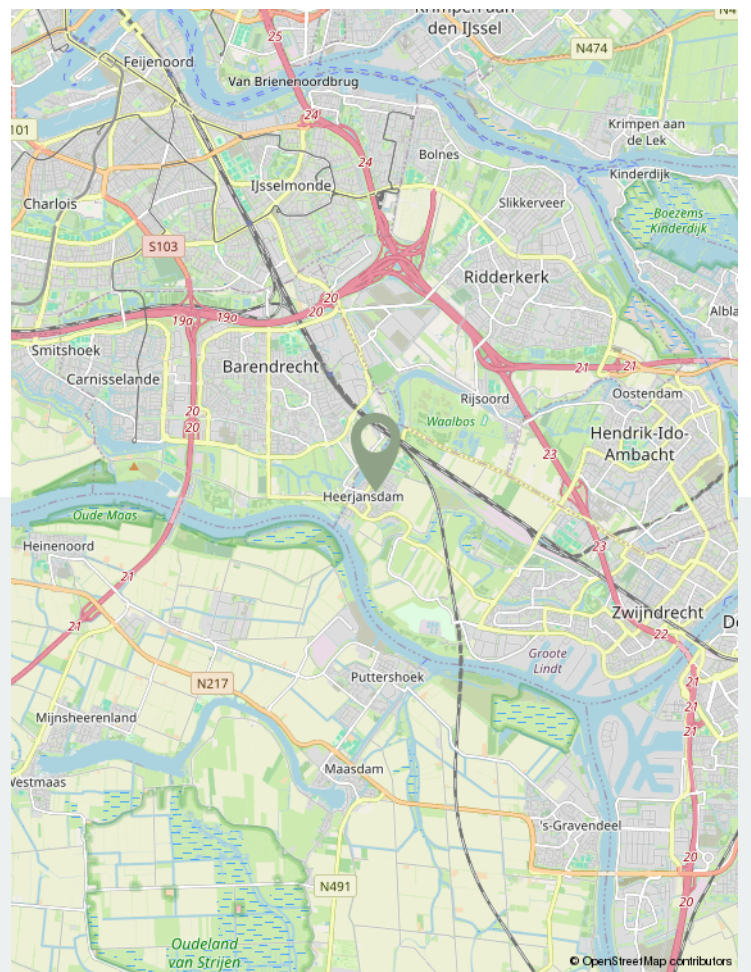 Krimpen aan
den IJssel
N4
25
N474
Feijenoord
Van Brienenoordbrug
24
101
Krimpen aan
de Lek
24
Bolnes
Kinderdijk
IJsselmonde
Charlois
Slikkerveer
Boezems
Kinderdijk
S103
Ridderkerk
20
20
19a
19a
Albla
Smitshoek
Barendrecht
21
21
Carnisselande
Oostendam
Rijsoord
20
20
Waalbos
Hendrik-Ido-
Ambacht
23
Heerjansdam
Oude Maas
Heinenoord
23
21
Zwijndrecht
21
De
22
Groote
Lindt
Puttershoek
N217
21
21
21
Mijnsheerenland
Maasdam
Westmaas
's-Gravendeel
20
N491
20
Oudeland
van Strijen
© OpenStreetMap contributors